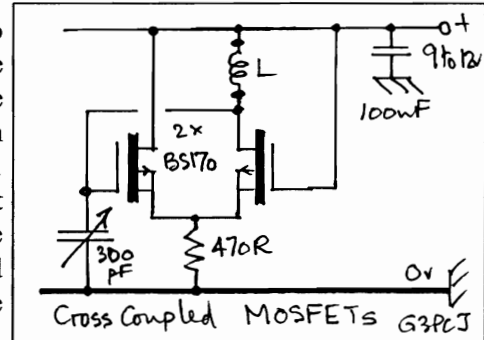 +
9 to 12v
L
100nF
2x
BS170
300
pF
470R
0v
Cross Coupled MOSFETs G3PCJ